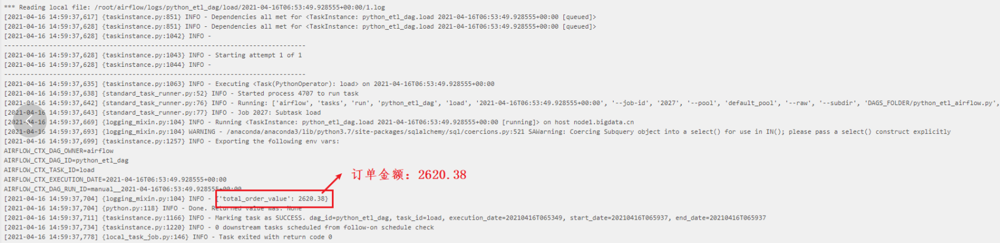 *** Reading local file: /root/airflow/logs/python_etl_dag/load/2021-04-16T06:53:49.928555+00:00/1.log
[2021-04-16 14:59:37,617] {taskinstance.py:851} INFO - Dependencies all met for <TaskInstance: python_etl_dag.load 2021-04-16T06:53:49.928555+00:00 [queued]>
[2021-04-16 14:59:37,628] {taskinstance.py:851} INFO - Dependencies all met for <TaskInstance: python_etl_dag.load 2021-04-16T06:53:49.928555+00:00 [queued]>
[2021-04-16 14:59:37,628] {taskinstance.py:1042} INFO -
--------------------------------------------------------------------------------
[2021-04-16 14:59:37,628] {taskinstance.py:1043} INFO - Starting attempt 1 of 1
[2021-04-16 14:59:37,628] {taskinstance.py:1044} INFO -
--------------------------------------------------------------------------------
[2021-04-16 14:59:37,635] {taskinstance.py:1063} INFO - Executing <Task(PythonOperator): load> on 2021-04-16T06:53:49.928555+00:00
[2021-04-16 14:59:37,638] {standard_task_runner.py:52} INFO - Started process 4707 to run task
[2021-04-16 14:59:37,642] {standard_task_runner.py:76} INFO - Running: ['airflow', 'tasks', 'run', 'python_etl_dag', 'load', '2021-04-16T06:53:49.928555+00:00', '--job-id', '2027', '--pool', 'default_pool', '--raw', '--subdir', 'DAGS_FOLDER/python_etl_airflow.py',
[2021-04-16 14:59:37,643] {standard_task_runner.py:77} INFO - Job 2027: Subtask load
[2021-04-16 14:59:37,669] {logging_mixin.py:104} INFO - Running <TaskInstance: python_etl_dag.load 2021-04-16T06:53:49.928555+00:00 [running]> on host node1.bigdata.cn
[2021-04-16 14:59:37,693] {logging_mixin.py:104} WARNING - /anaconda/anaconda3/lib/python3.7/site-packages/sqlalchemy/sql/coercions.py:521 SAWarning: Coercing Subquery object into a select() for use in IN(); please pass a select() construct explicitly
[2021-04-16 14:59:37,699] {taskinstance.py:1257} INFO - Exporting the following env vars:
AIRFLOW_CTX_DAG_OWNER=airflow
AIRFLOW_CTX_DAG_ID=python_etl_dag
AIRFLOW_CTX_TASK_ID=load
订单金额：2620.38
AIRFLOW_CTX_EXECUTION_DATE=2021-04-16T06:53:49.928555+00:00
AIRFLOW_CTX_DAG_RUN_ID=manual__2021-04-16T06:53:49.928555+00:00
[2021-04-16 14:59:37,704] {logging_mixin.py:104} INFO - {'total_order_value': 2620.38}
[2021-04-16 14:59:37,704] {python.py:118} INFO - Done. Returned value was: None
[2021-04-16 14:59:37,711] {taskinstance.py:1166} INFO - Marking task as SUCCESS. dag_id=python_etl_dag, task_id=load, execution_date=20210416T065349, start_date=20210416T065937, end_date=20210416T065937
[2021-04-16 14:59:37,734] {taskinstance.py:1220} INFO - 0 downstream tasks scheduled from follow-on schedule check
[2021-04-16 14:59:37,778] {local_task_job.py:146} INFO - Task exited with return code 0